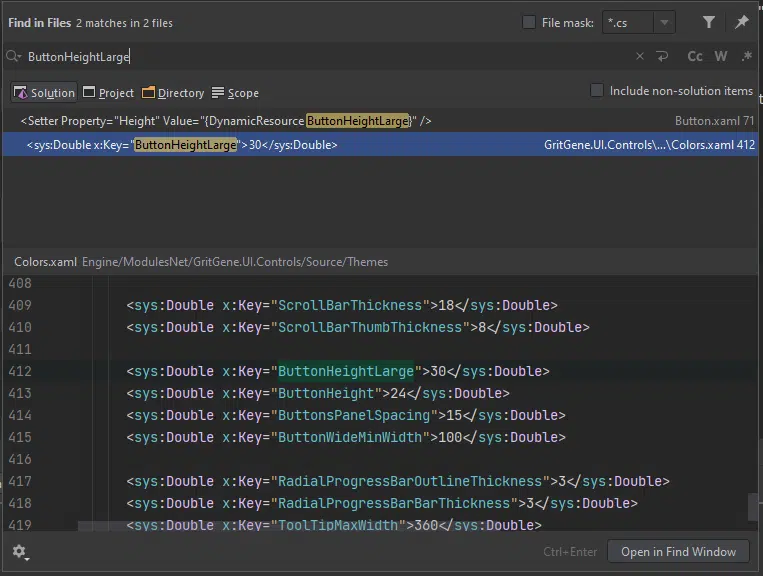 Find in Files 2 matches in 2 files
File mask: *.cs
ButtonHeightLarge
Cc W .*
Solution Project Directory Scope
Include non-solution items
<Setter Property="Height" Value="{DynamicResource ButtonHeightLarge}" />
Button.xaml 71
<sys:Double x:Key="ButtonHeightLarge">30</sys:Double>
GritGene.UI.Controls\...\Colors.xaml 412
Colors.xaml Engine/ModulesNet/GritGene.UI.Controls/Source/Themes
408
409 <sys:Double x:Key="ScrollBarThickness">18</sys:Double>
410 <sys:Double x:Key="ScrollBarThumbThickness">8</sys:Double>
411
412 <sys:Double x:Key="ButtonHeightLarge">30</sys:Double>
413 <sys:Double x:Key="ButtonHeight">24</sys:Double>
414 <sys:Double x:Key="ButtonsPanelSpacing">15</sys:Double>
415 <sys:Double x:Key="ButtonWideMinWidth">100</sys:Double>
416
417 <sys:Double x:Key="RadialProgressBarOutlineThickness">3</sys:Double>
418 <sys:Double x:Key="RadialProgressBarBarThickness">3</sys:Double>
419 <sys:Double x:Key="ToolTipMaxWidth">360</sys:Double>
Ctrl+Enter Open in Find Window